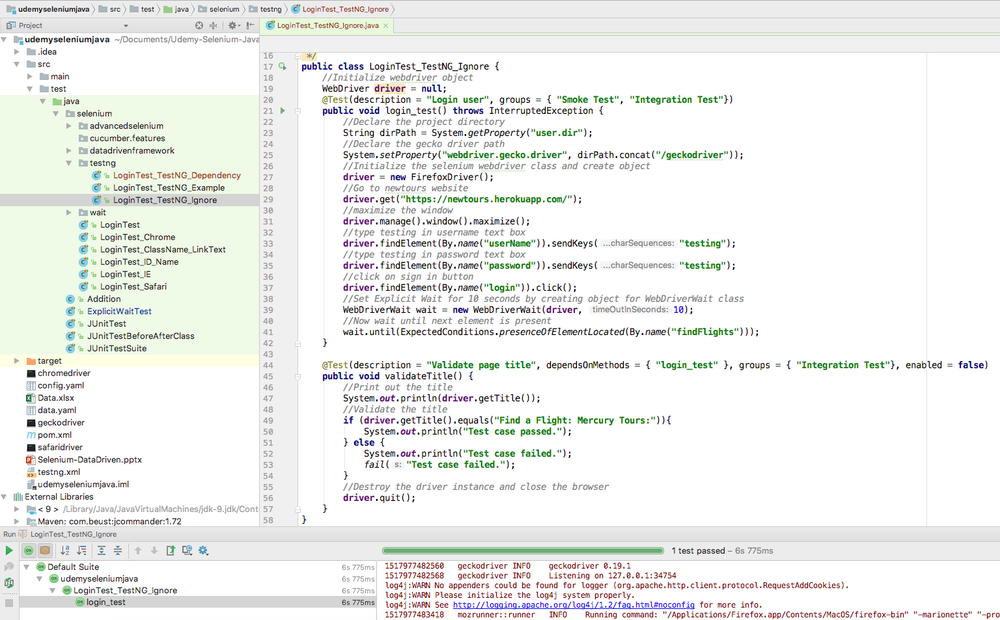 udemyseleniumjava src test java selenium testng LoginTest_TestNG_Ignore
Project
LoginTest_TestNG_Ignore.java
udemyseleniumjava ~/Documents/Udemy-Selenium-Java
.idea
src
main
test
java
selenium
advancedselenium
cucumber.features
datadrivenframework
testng
LoginTest_TestNG_Dependency
LoginTest_TestNG_Example
LoginTest_TestNG_Ignore
wait
LoginTest
LoginTest_Chrome
LoginTest_ClassName_LinkText
LoginTest_ID_Name
LoginTest_IE
LoginTest_Safari
Addition
ExplicitWaitTest
JUnitTest
JUnitTestBeforeAfterClass
JUnitTestSuite
target
chromedriver
config.yaml
Data.xlsx
data.yaml
geckodriver
pom.xml
safaridriver
Selenium-DataDriven.pptx
testng.xml
udemyseleniumjava.iml
External Libraries
< 9 > /Library/Java/JavaVirtualMachines/jdk-9.jdk/Cont
Maven: com.beust:jcommander:1.72
16 */
17 public class LoginTest_TestNG_Ignore {
18 //Initialize webdriver object
19 WebDriver driver = null;
20 @Test(description = "Login user", groups = { "Smoke Test", "Integration Test"})
21 public void login_test() throws InterruptedException {
22 //Declare the project directory
23 String dirPath = System.getProperty("user.dir");
24 //Declare the gecko driver path
25 System.setProperty("webdriver.gecko.driver", dirPath.concat("/geckodriver"));
26 //Initialize the selenium webdriver class and create object
27 driver = new FirefoxDriver();
28 //Go to newtours website
29 driver.get("https://newtours.herokuapp.com/");
30 //maximize the window
31 driver.manage().window().maximize();
32 //type testing in username text box
33 driver.findElement(By.name("userName")).sendKeys( ...charSequences: "testing");
34 //type testing in password text box
35 driver.findElement(By.name("password")).sendKeys( ...charSequences: "testing");
36 //click on sign in button
37 driver.findElement(By.name("login")).click();
38 //Set Explicit Wait for 10 seconds by creating object for WebDriverWait class
39 WebDriverWait wait = new WebDriverWait(driver, timeOutInSeconds: 10);
40 //Now wait until next element is present
41 wait.until(ExpectedConditions.presenceOfElementLocated(By.name("findFlights")));
42 }
43
44 @Test(description = "Validate page title", dependsOnMethods = { "login_test" }, groups = { "Integration Test"}, enabled = false)
45 public void validateTitle() {
46 //Print out the title
47 System.out.println(driver.getTitle());
48 //Validate the title
49 if (driver.getTitle().equals("Find a Flight: Mercury Tours:")){
50 System.out.println("Test case passed.");
51 } else {
52 System.out.println("Test case failed.");
53 fail( s: "Test case failed.");
54 }
55 //Destroy the driver instance and close the browser
56 driver.quit();
57 }
58 }
Run LoginTest_TestNG_Ignore
1 test passed – 6s 775ms
Default Suite 6s 775ms
udemyseleniumjava 6s 775ms
LoginTest_TestNG_Ignore 6s 775ms
login_test 6s 775ms
1517977482560 geckodriver INFO geckodriver 0.19.1
1517977482568 geckodriver INFO Listening on 127.0.0.1:34754
log4j:WARN No appenders could be found for logger (org.apache.http.client.protocol.RequestAddCookies).
log4j:WARN Please initialize the log4j system properly.
log4j:WARN See http://logging.apache.org/log4j/1.2/faq.html#noconfig for more info.
1517977483418 mozrunner::runner INFO Running command: "/Applications/Firefox.app/Contents/MacOS/firefox-bin" "-marionette" "-pro